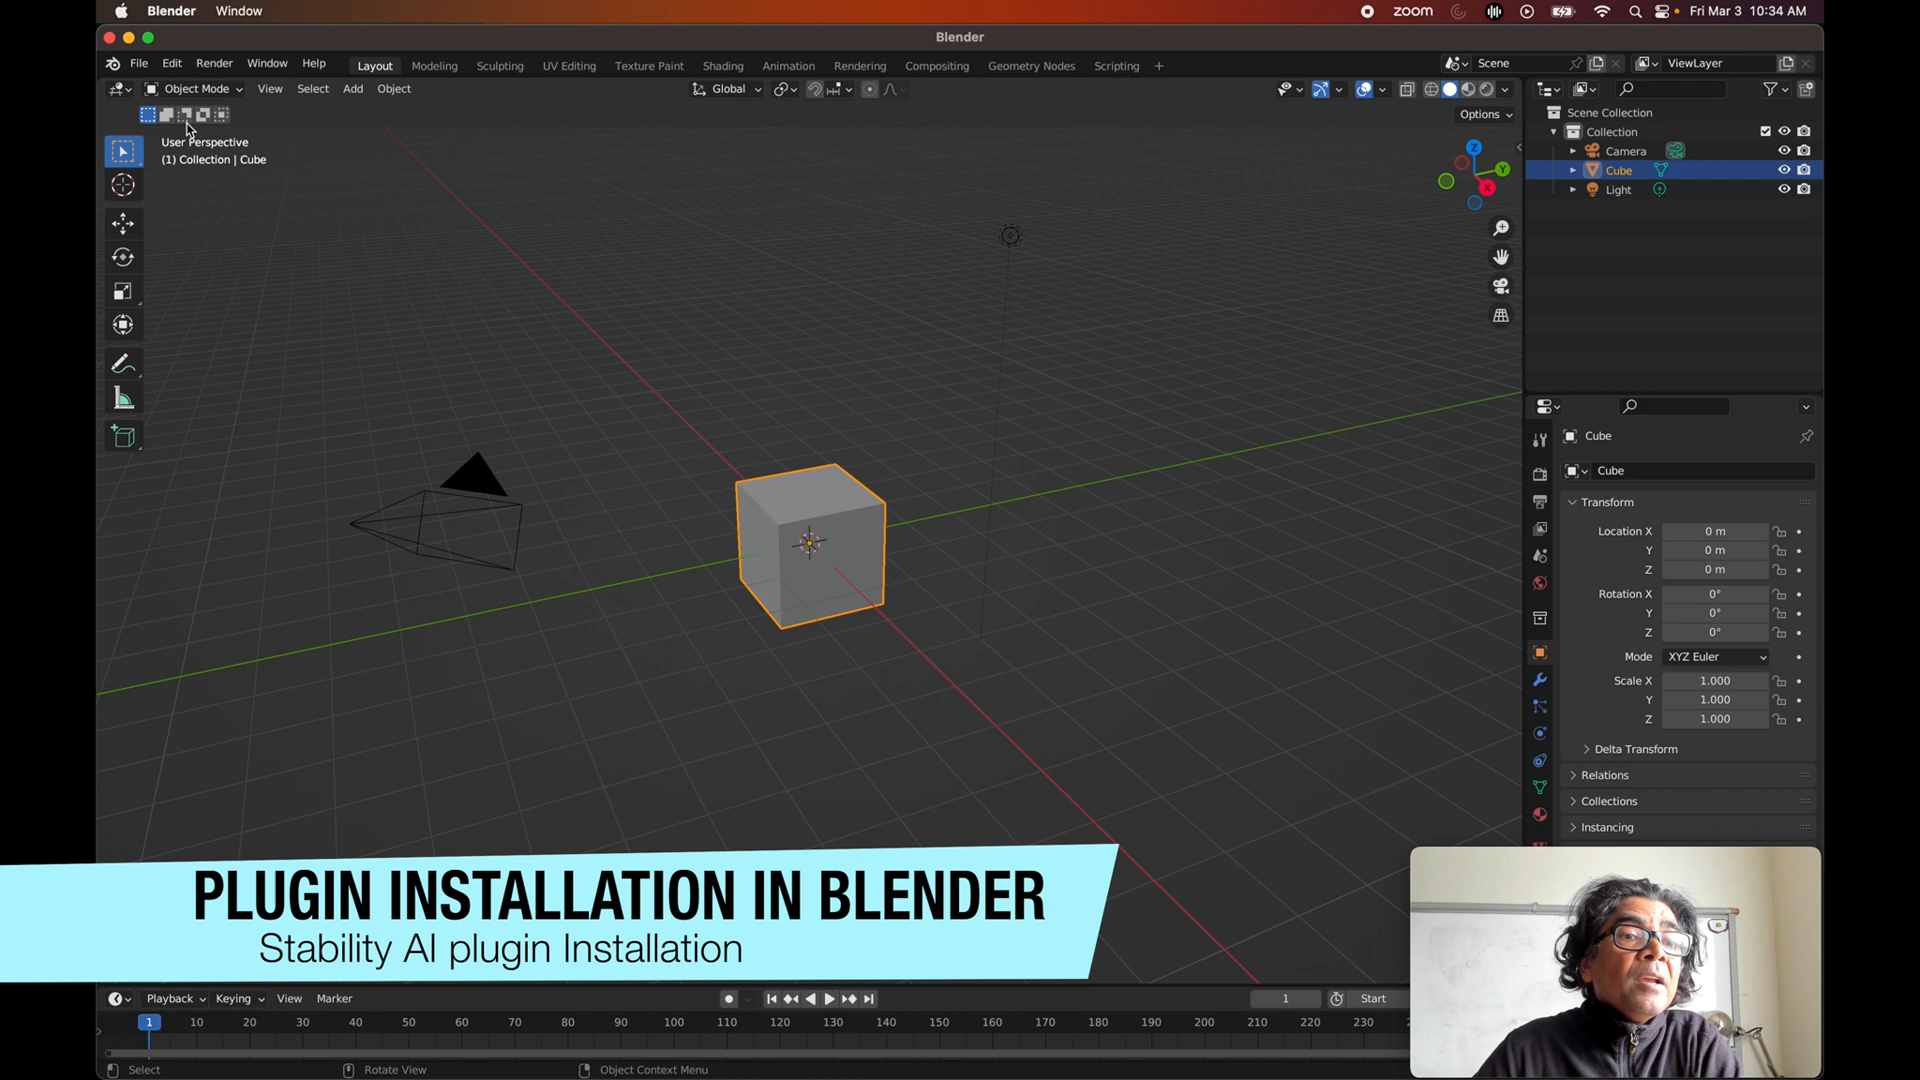 Blender Window
zoom Fri Mar 3 10:34 AM
Blender
File Edit Render Window Help Layout Modeling Sculpting UV Editing Texture Paint Shading Animation Rendering Compositing Geometry Nodes Scripting + Scene ViewLayer
Object Mode View Select Add Object Global
Options
User Perspective
(1) Collection | Cube
Z
Y
X
Scene Collection
Collection
Camera
Cube
Light
Cube
Cube
Transform
Location X 0 m
Y 0 m
Z 0 m
Rotation X 0°
Y 0°
Z 0°
Mode XYZ Euler
Scale X 1.000
Y 1.000
Z 1.000
Delta Transform
Relations
Collections
Instancing
PLUGIN INSTALLATION IN BLENDER
Stability AI plugin Installation
Playback Keying View Marker 1 Start
1 10 20 30 40 50 60 70 80 90 100 110 120 130 140 150 160 170 180 190 200 210 220 230
Select Rotate View Object Context Menu